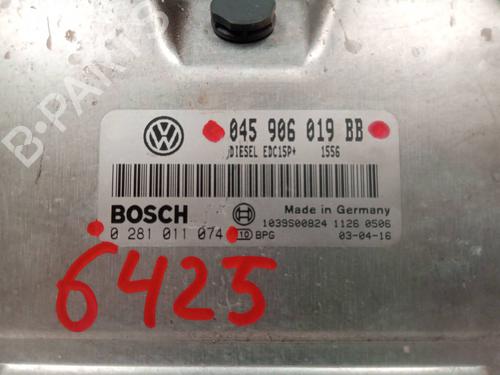 045 906 019 BB
DIESEL EDC15P+ 1556
BOSCH
Made in Germany
1039S00824 1126 0506
0 281 011 074
10 BPG
03-04-16
6425
B-PARTS